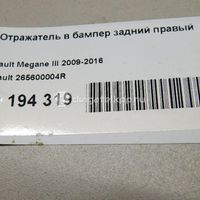 Отражатель в бампер задний правый
ault Megane III 2009-2016
ault 265600004R
194 319